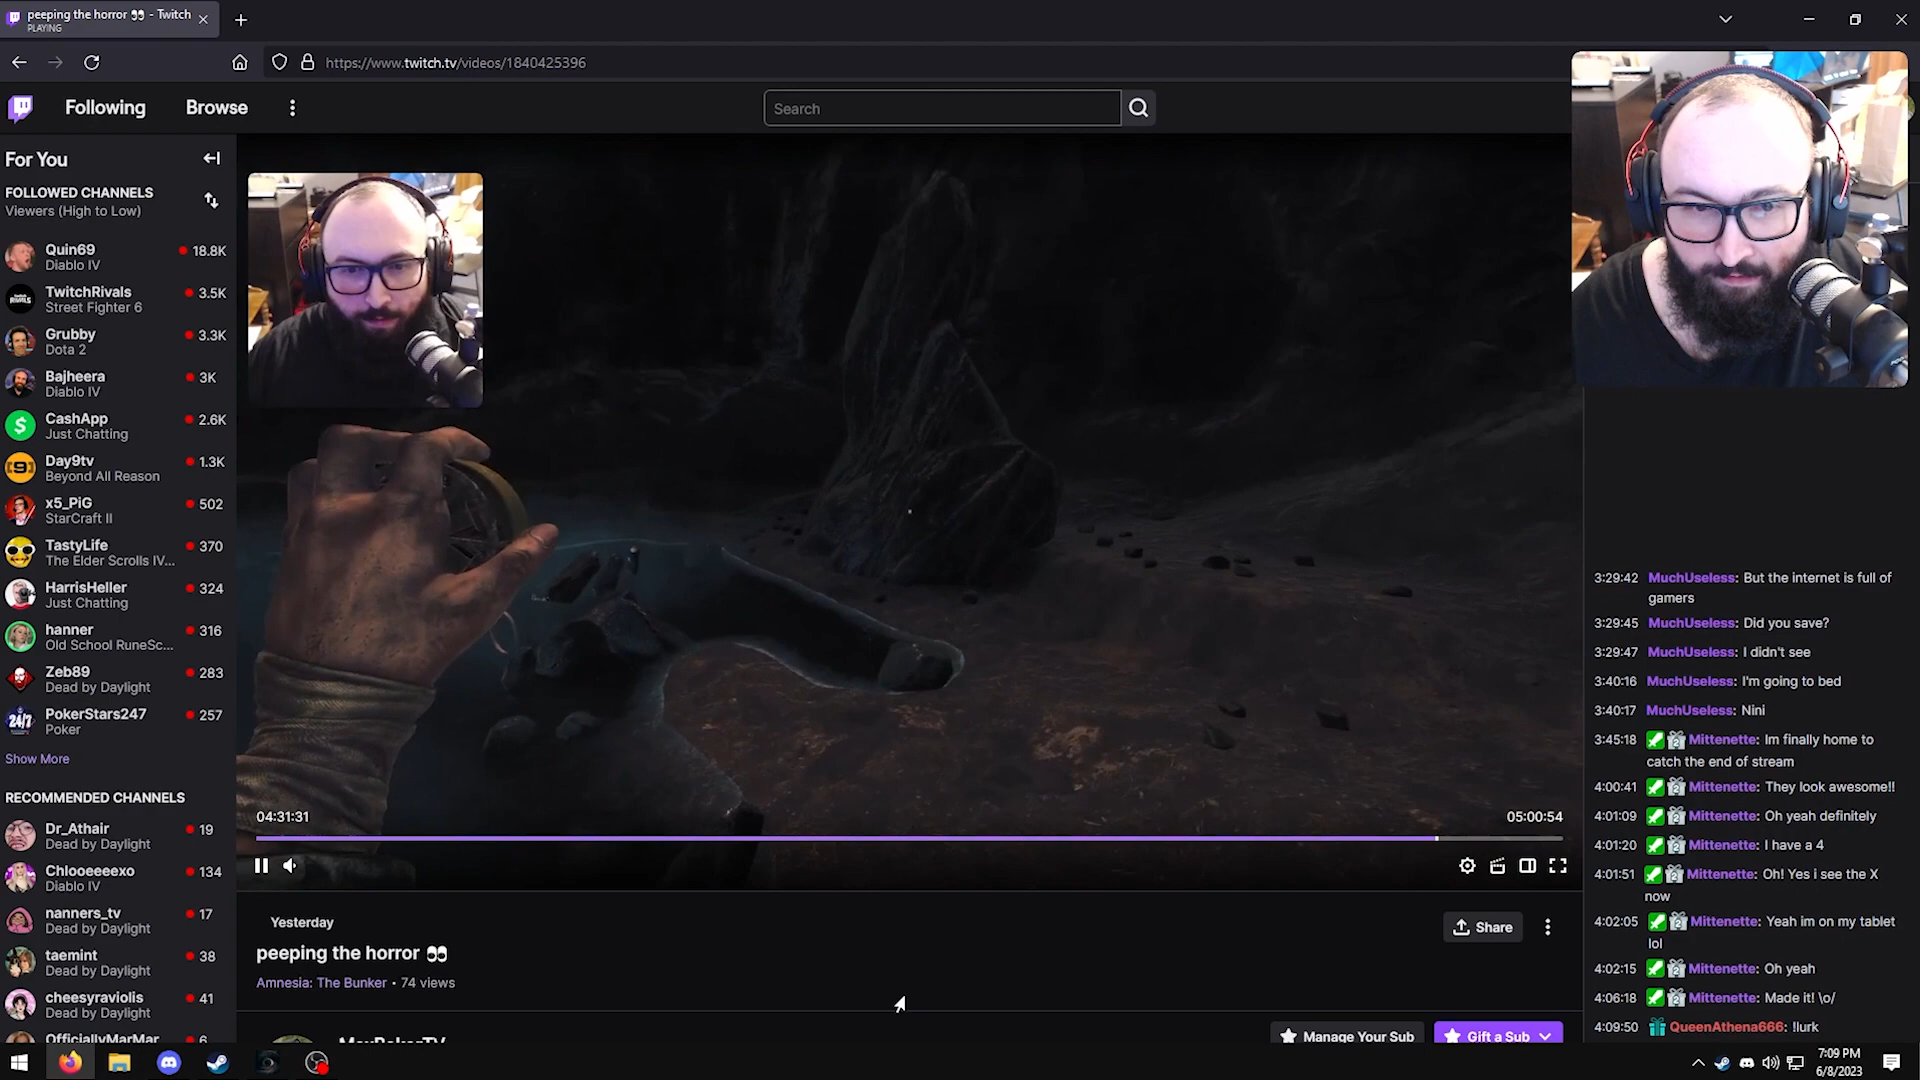 peeping the horror 👀 - Twitch
PLAYING
https://www.twitch.tv/videos/1840425396
Following
Browse
Search
For You
FOLLOWED CHANNELS
Viewers (High to Low)
Quin69
18.8K
Diablo IV
TwitchRivals
3.5K
Street Fighter 6
Grubby
3.3K
Dota 2
Bajheera
3K
Diablo IV
CashApp
2.6K
Just Chatting
Day9tv
1.3K
Beyond All Reason
x5_PiG
502
StarCraft II
TastyLife
370
The Elder Scrolls IV...
HarrisHeller
324
Just Chatting
hanner
316
Old School RuneSc...
Zeb89
283
Dead by Daylight
PokerStars247
257
Poker
Show More
RECOMMENDED CHANNELS
Dr_Athair
19
Dead by Daylight
Chlooeeeexo
134
Diablo IV
nanners_tv
17
Dead by Daylight
taemint
38
Dead by Daylight
cheesyraviolis
41
Dead by Daylight
OfficiallyMarMar
6
04:31:31
05:00:54
Yesterday
peeping the horror 👀
Amnesia: The Bunker • 74 views
Share
Manage Your Sub
Gift a Sub
3:29:42 MuchUseless: But the internet is full of
gamers
3:29:45 MuchUseless: Did you save?
3:29:47 MuchUseless: I didn't see
3:40:16 MuchUseless: I'm going to bed
3:40:17 MuchUseless: Nini
3:45:18 Mittenette: Im finally home to
catch the end of stream
4:00:41 Mittenette: They look awesome!!
4:01:09 Mittenette: Oh yeah definitely
4:01:20 Mittenette: I have a 4
4:01:51 Mittenette: Oh! Yes i see the X
now
4:02:05 Mittenette: Yeah im on my tablet
lol
4:02:15 Mittenette: Oh yeah
4:06:18 Mittenette: Made it! \o/
4:09:50 QueenAthena666: !lurk
7:09 PM
6/8/2023